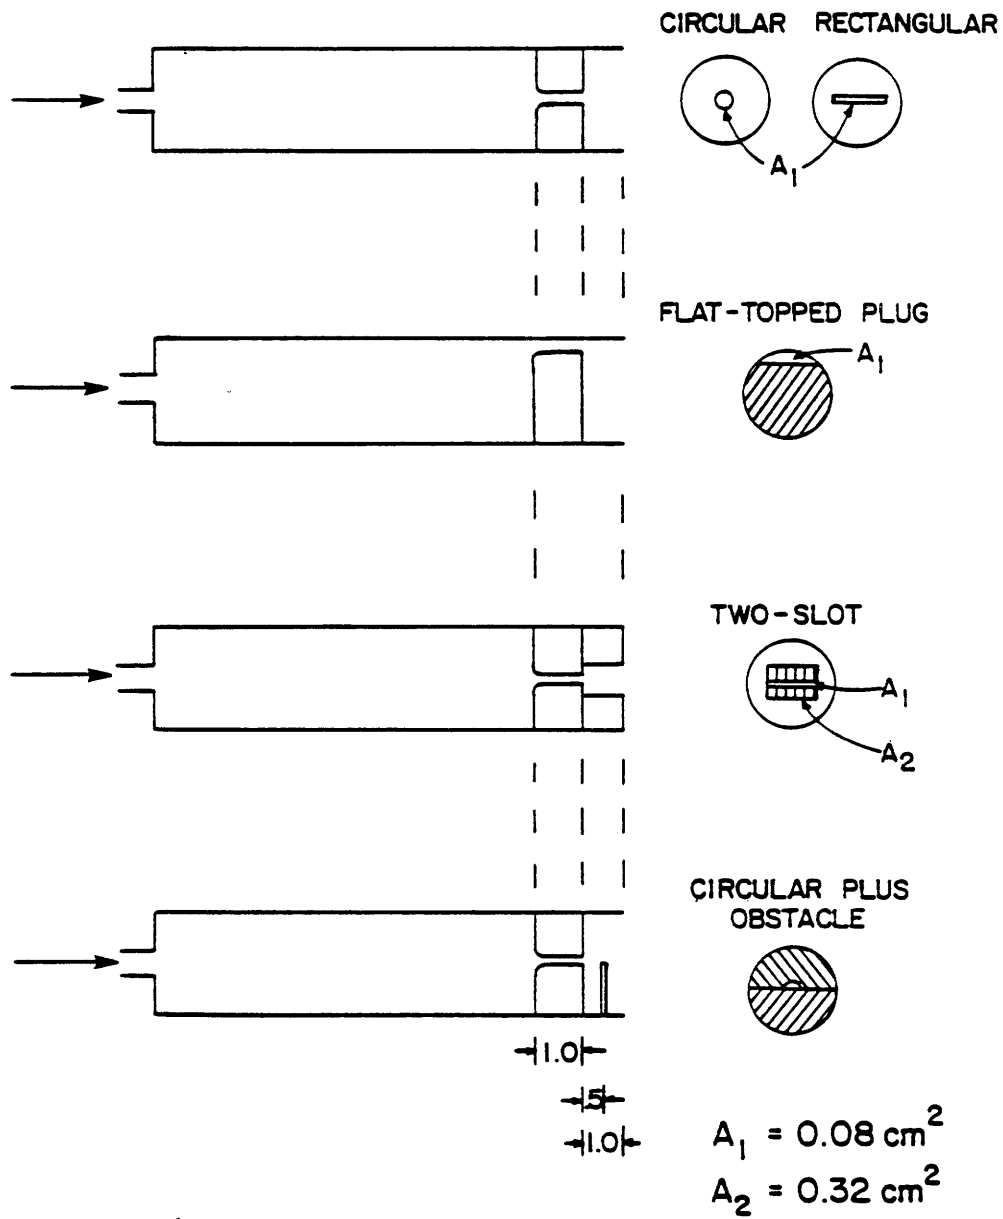 CIRCULAR RECTANGULAR
A1
FLAT-TOPPED PLUG
A1
TWO-SLOT
A1
A2
CIRCULAR PLUS
OBSTACLE
1.0
.5
1.0
A1 = 0.08 cm2
A2 = 0.32 cm2